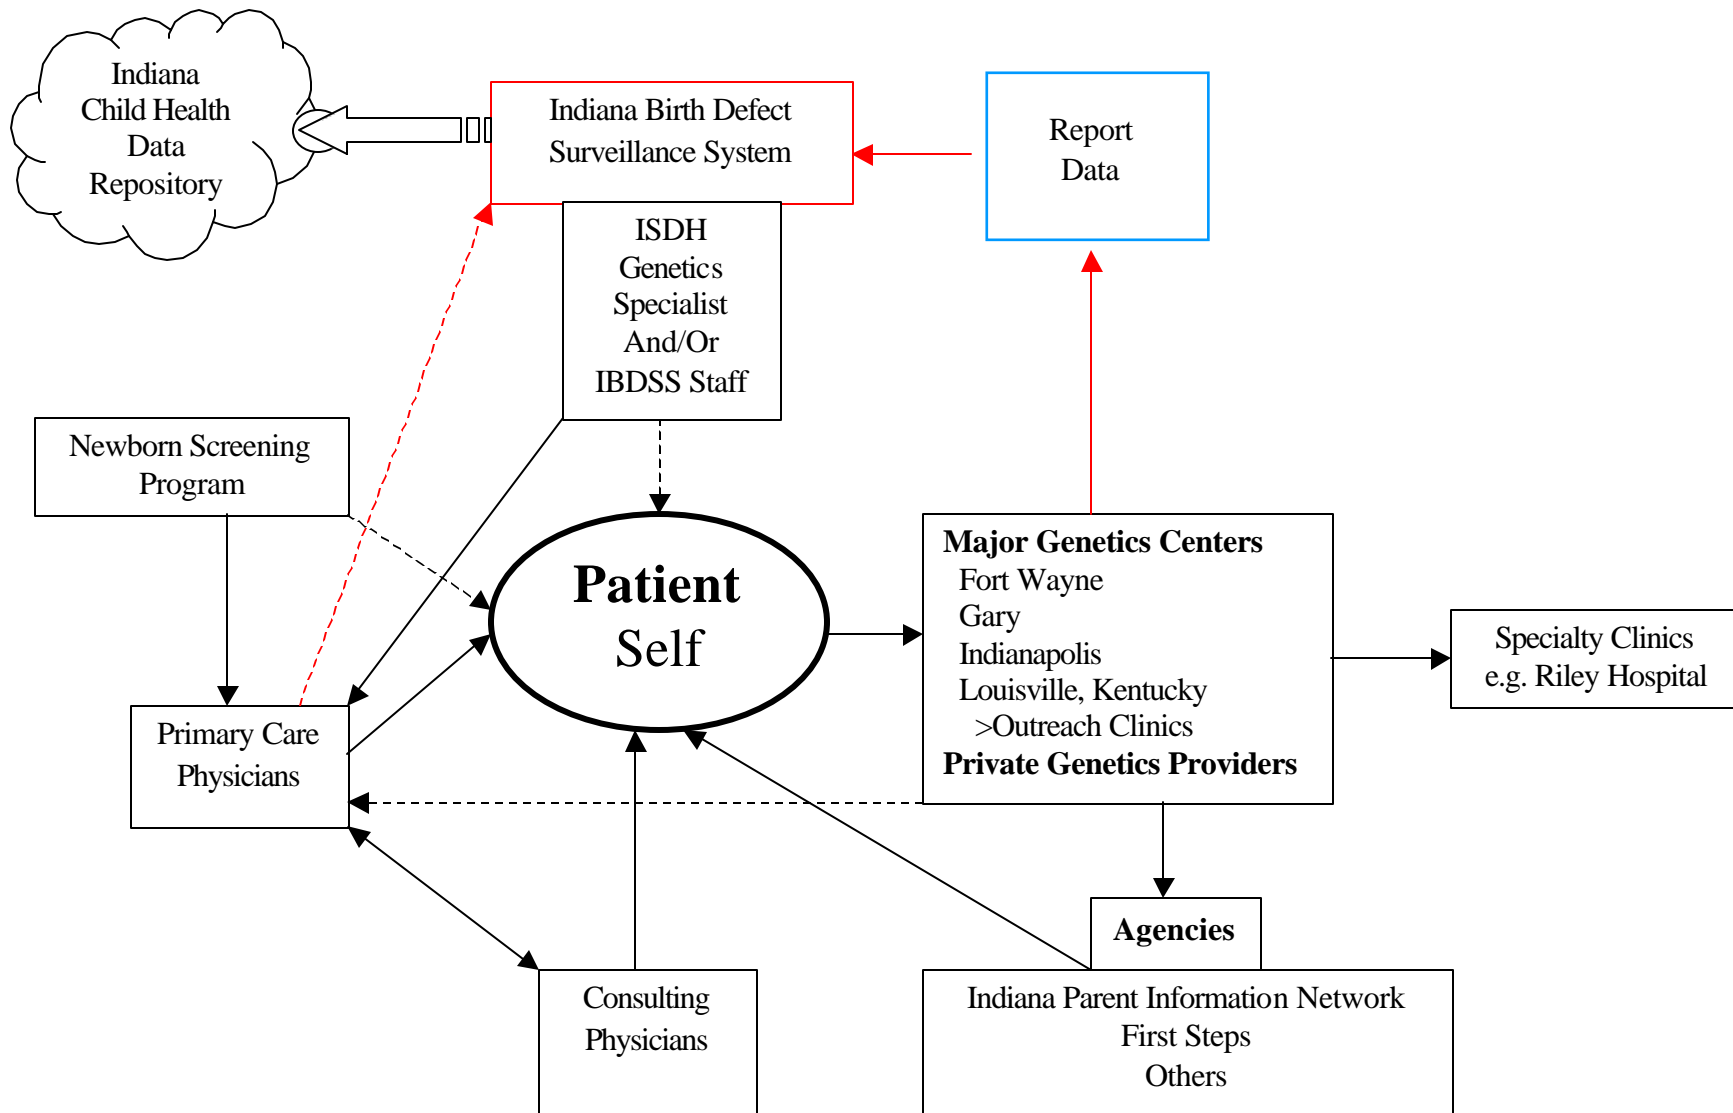 Indiana
Child Health
Data
Repository
Indiana Birth Defect
Surveillance System
Report
Data
ISDH
Genetics
Specialist
And/Or
IBDSS Staff
Newborn Screening
Program
Patient
Self
Major Genetics Centers
Fort Wayne
Gary
Indianapolis
Louisville, Kentucky
>Outreach Clinics
Private Genetics Providers
Specialty Clinics
e.g. Riley Hospital
Primary Care
Physicians
Agencies
Consulting
Physicians
Indiana Parent Information Network
First Steps
Others